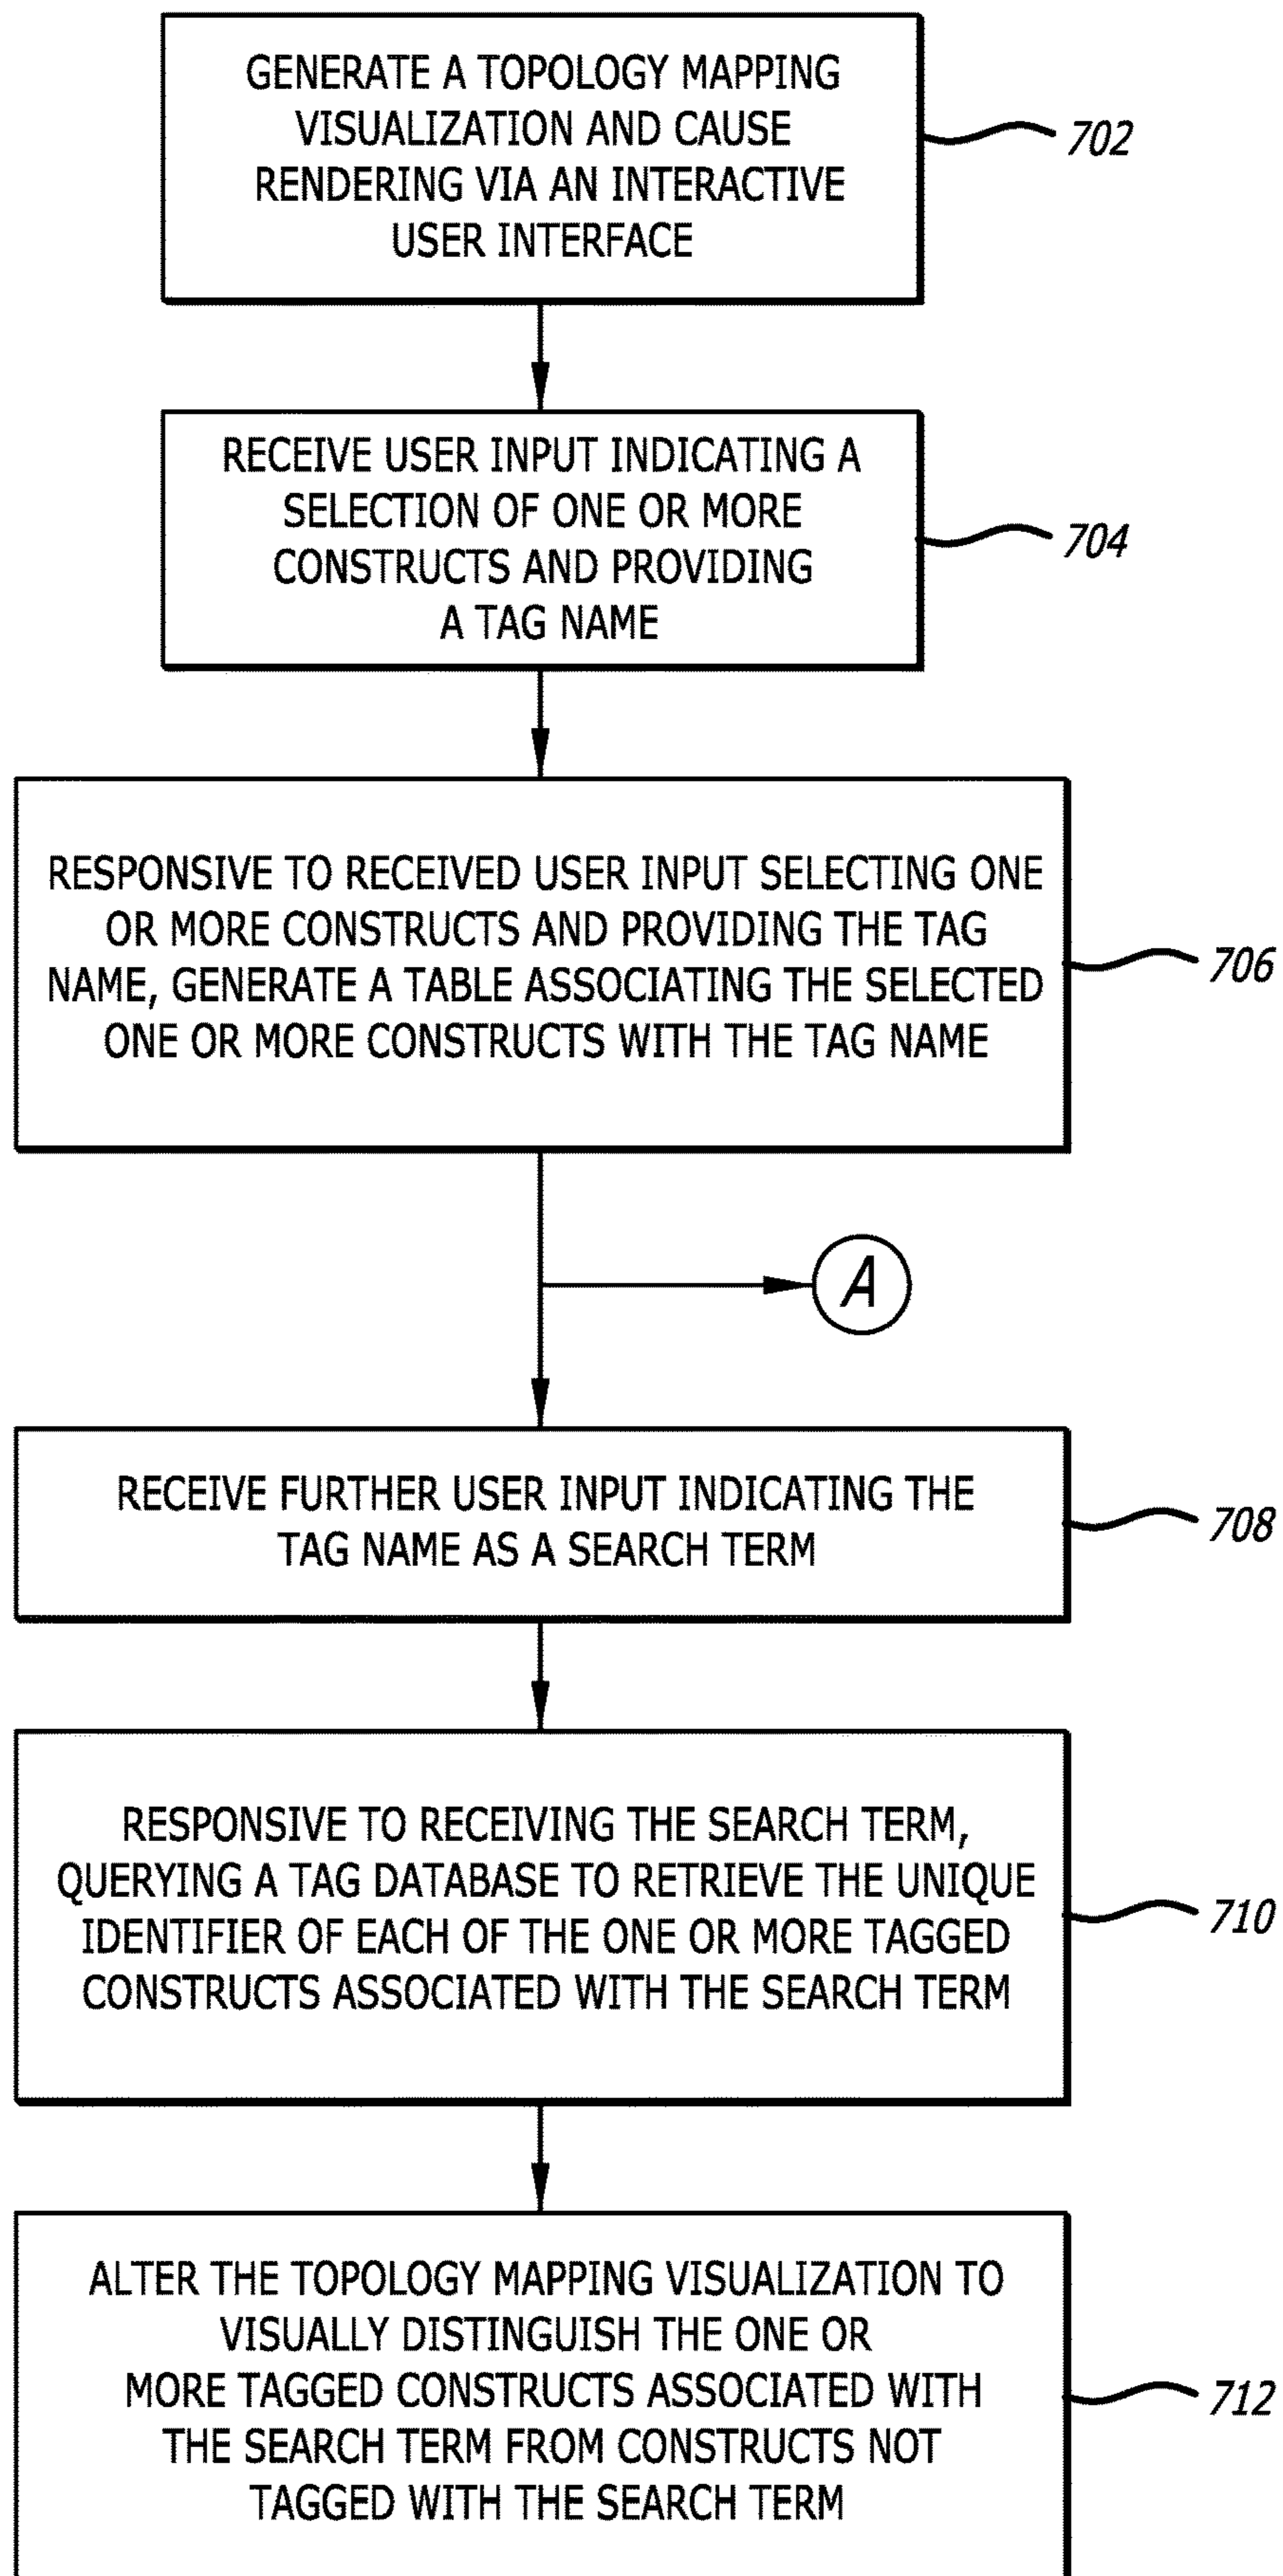 GENERATE A TOPOLOGY MAPPING
VISUALIZATION AND CAUSE
RENDERING VIA AN INTERACTIVE
USER INTERFACE
702
RECEIVE USER INPUT INDICATING A
SELECTION OF ONE OR MORE
CONSTRUCTS AND PROVIDING
A TAG NAME
704
RESPONSIVE TO RECEIVED USER INPUT SELECTING ONE
OR MORE CONSTRUCTS AND PROVIDING THE TAG
NAME, GENERATE A TABLE ASSOCIATING THE SELECTED
ONE OR MORE CONSTRUCTS WITH THE TAG NAME
706
A
RECEIVE FURTHER USER INPUT INDICATING THE
TAG NAME AS A SEARCH TERM
708
RESPONSIVE TO RECEIVING THE SEARCH TERM,
QUERYING A TAG DATABASE TO RETRIEVE THE UNIQUE
IDENTIFIER OF EACH OF THE ONE OR MORE TAGGED
CONSTRUCTS ASSOCIATED WITH THE SEARCH TERM
710
ALTER THE TOPOLOGY MAPPING VISUALIZATION TO
VISUALLY DISTINGUISH THE ONE OR
MORE TAGGED CONSTRUCTS ASSOCIATED WITH
THE SEARCH TERM FROM CONSTRUCTS NOT
TAGGED WITH THE SEARCH TERM
712